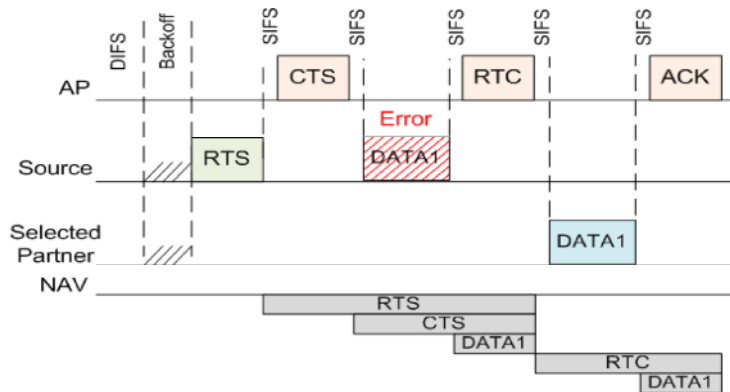 DIFS
Backoff
SIFS
SIFS
SIFS
SIFS
SIFS
AP
CTS
RTC
ACK
Error
Source
RTS
DATA1
Selected
Partner
DATA1
NAV
RTS
CTS
DATA1
RTC
DATA1